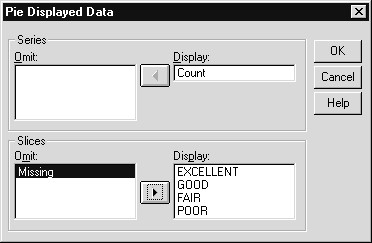 Pie Displayed Data
Series
Omit:
Display:
Count
OK
Cancel
Help
Slices
Omit:
Missing
Display:
EXCELLENT
GOOD
FAIR
POOR